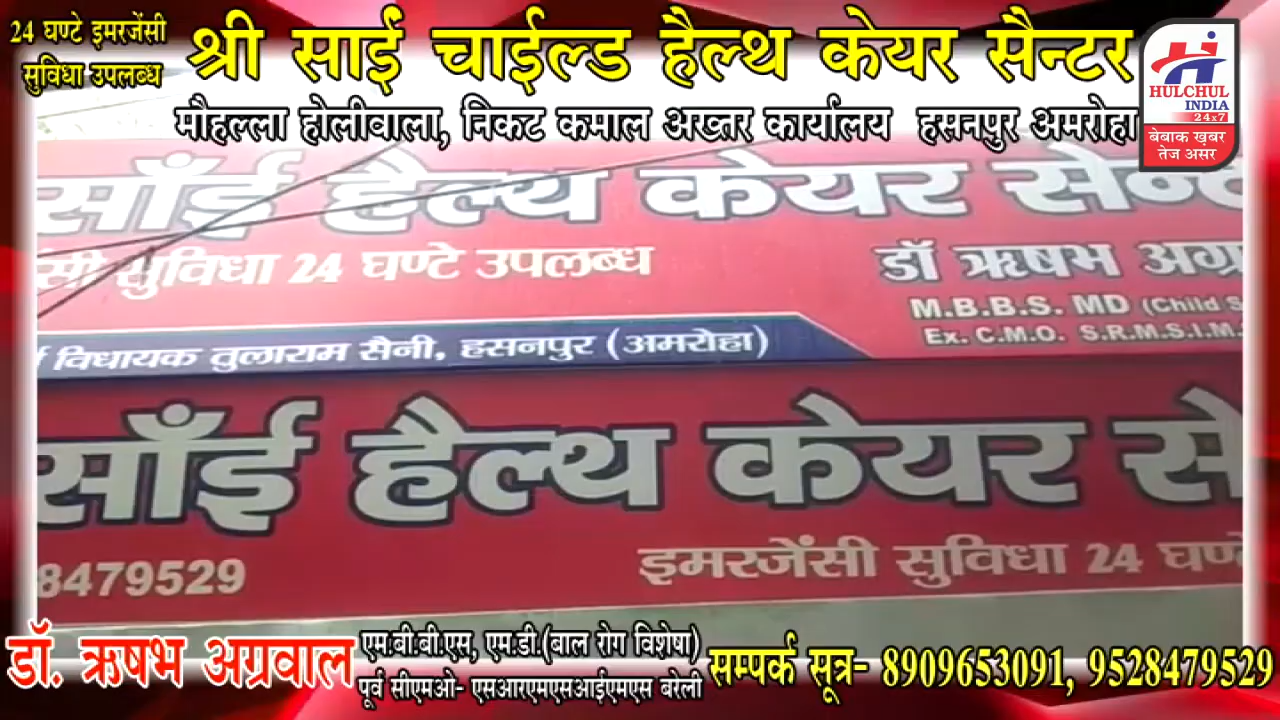 24 घण्टे इमरजेंसी
सुविधा उपलब्ध
श्री साई चाईल्ड हैल्थ केयर सैन्टर
मौहल्ला होलीवाला, निकट कमाल अख्तर कार्यालय हसनपुर अमरोहा
HULCHUL
INDIA
24x7
बेबाक ख़बर
तेज असर
साँई हैल्थ केयर सेन्ट
सी सुविधा 24 घण्टे उपलब्ध
डॉ ऋषभ अग्र
M.B.B.S. MD (Child S
Ex. C.M.O. S.R.M.S.I.M.
विधायक तुलाराम सैनी, हसनपुर (अमरोहा)
साँई हैल्थ केयर से
8479529
इमरजेंसी सुविधा 24 घण्टे
डॉ. ऋषभ अग्रवाल
एम.बी.बी.एस, एम.डी.(बाल रोग विशेषा)
पूर्व सीएमओ- एसआरएमएसआईएमएस बरेली
सम्पर्क सूत्र- 8909653091, 9528479529